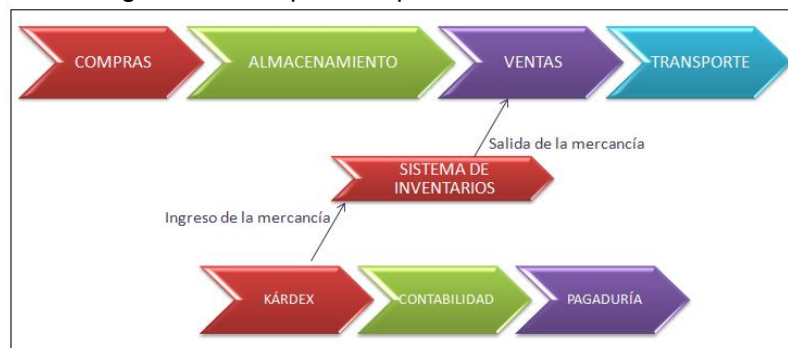 COMPRAS
ALMACENAMIENTO
VENTAS
TRANSPORTE
Salida de la mercancía
SISTEMA DE
INVENTARIOS
Ingreso de la mercancía
KÁRDEX
CONTABILIDAD
PAGADURÍA